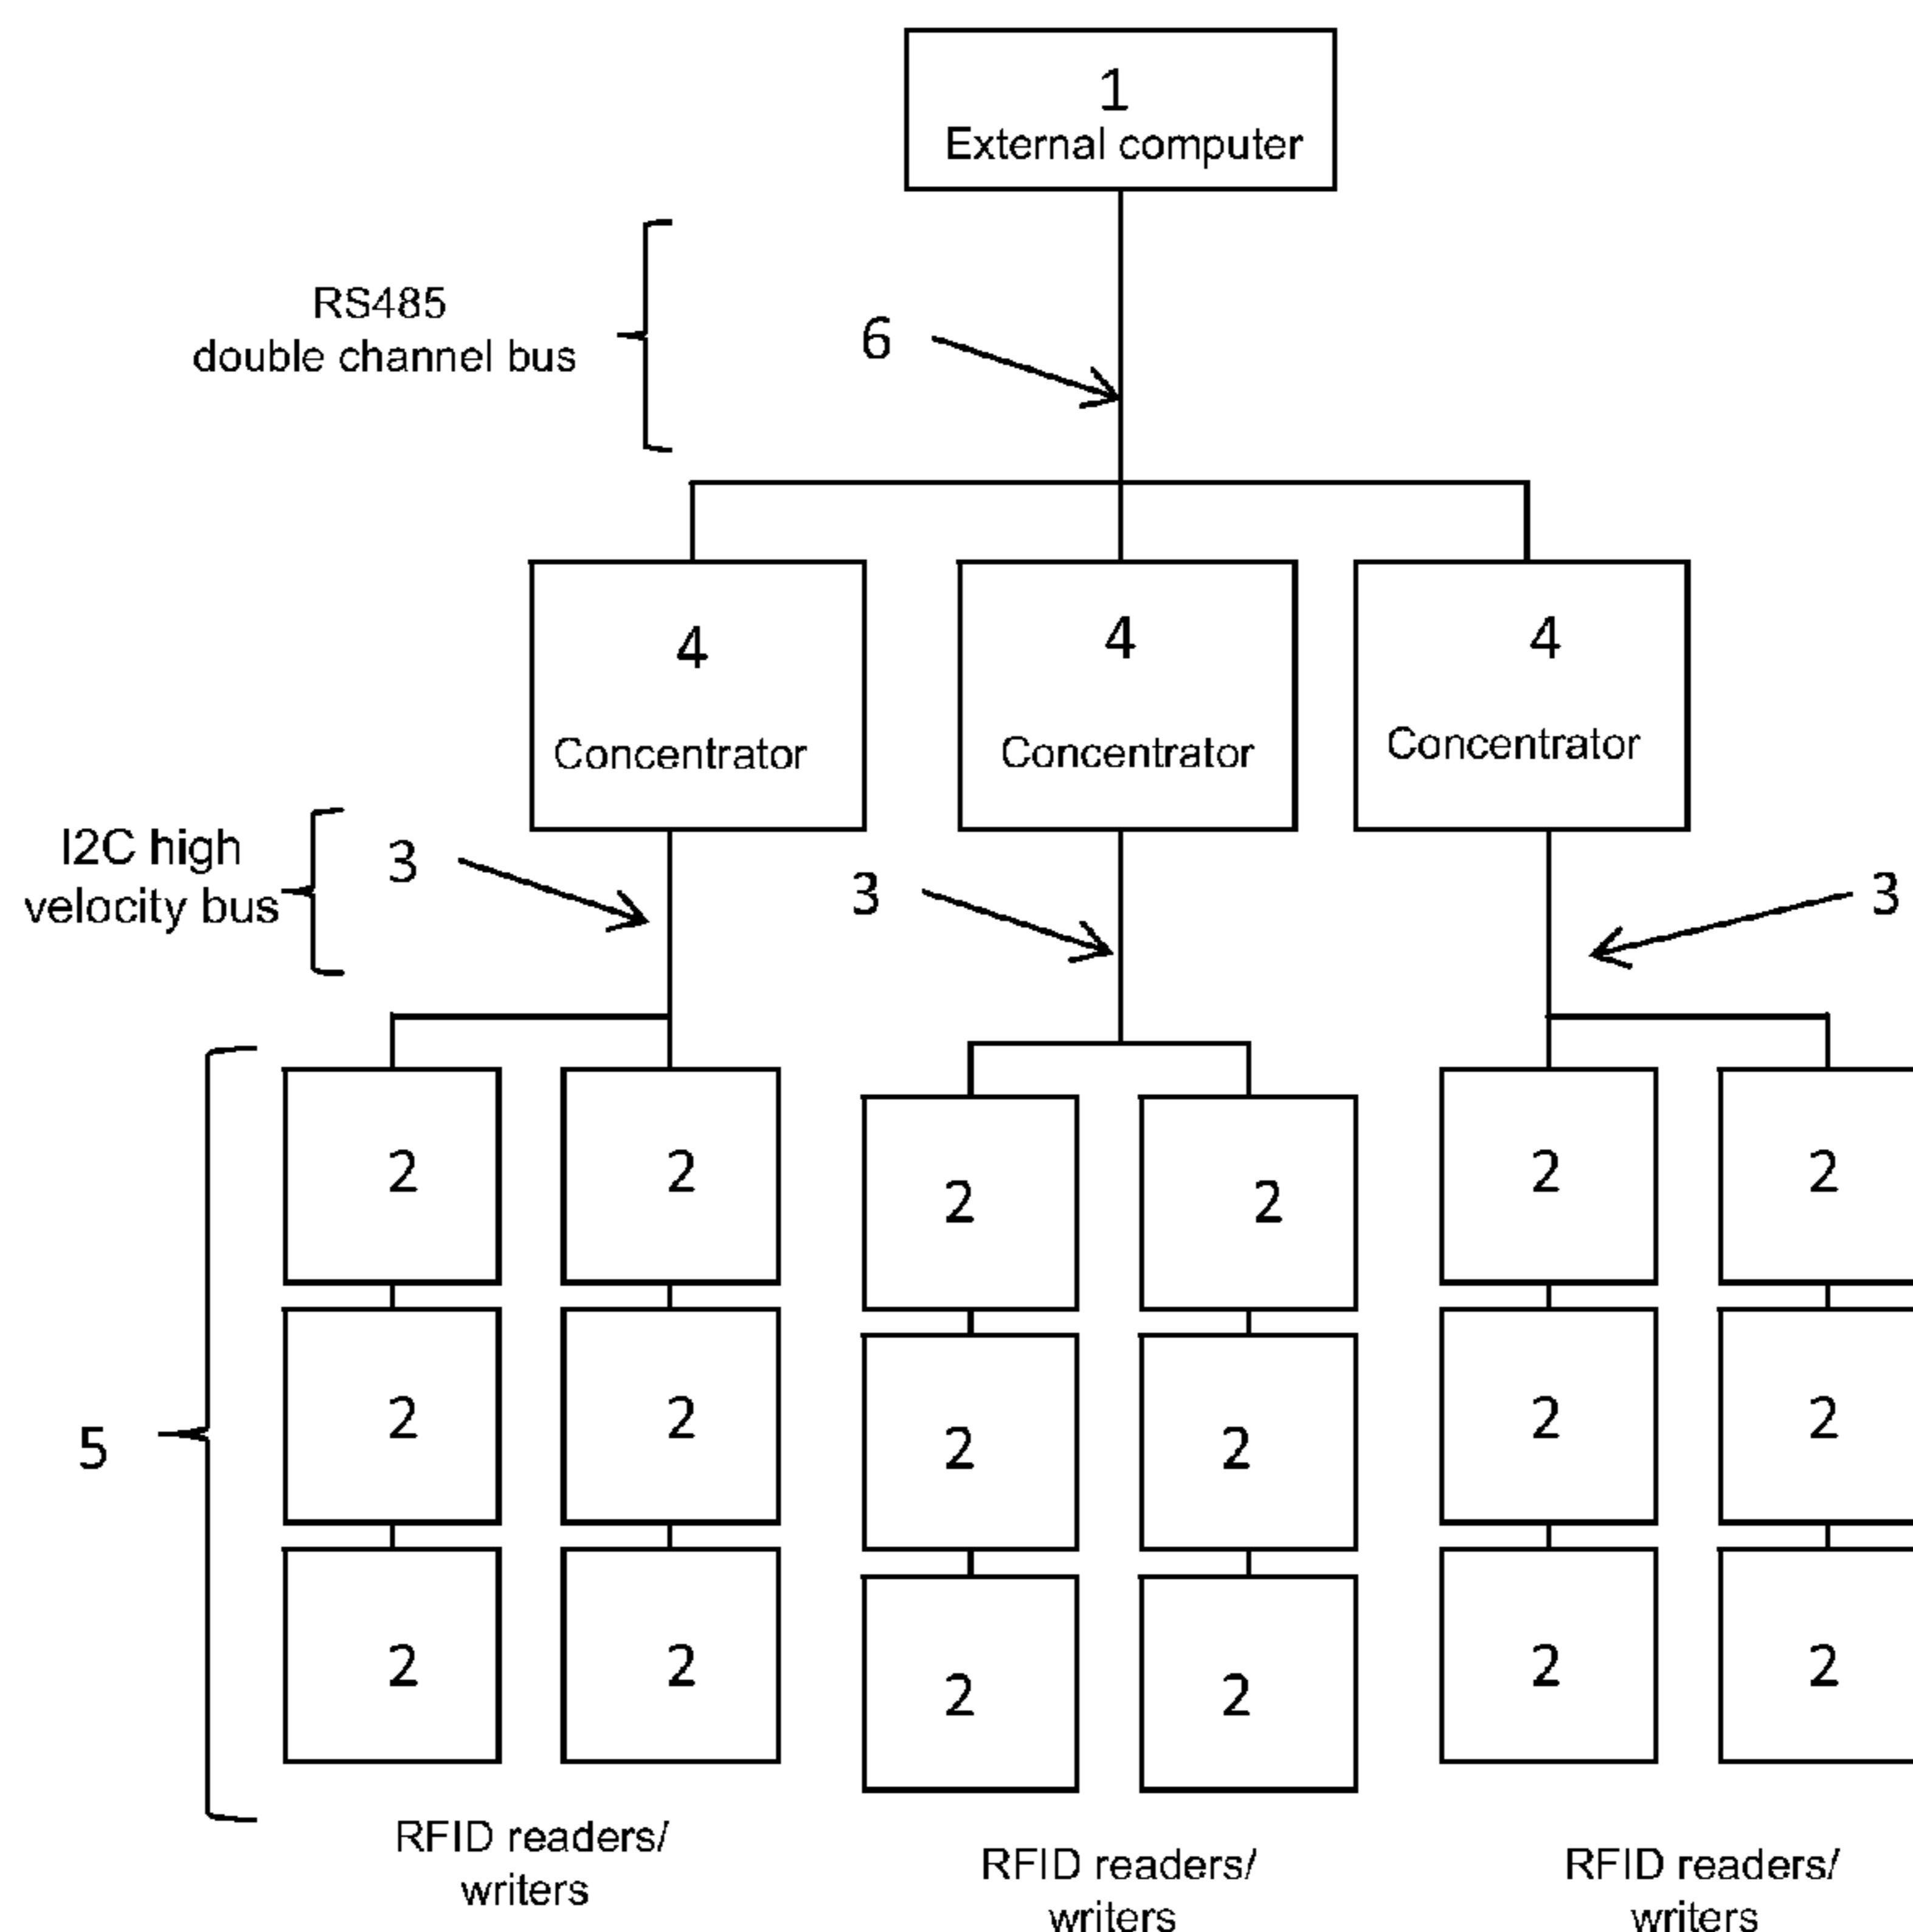 1
External computer
RS485
double channel bus
6
4
4
4
Concentrator
Concentrator
Concentrator
I2C high
velocity bus
3
3
3
2
2
2
2
2
2
5
2
2
2
2
2
2
2
2
2
2
2
2
RFID readers/
writers
RFID readers/
writers
RFID readers/
writers